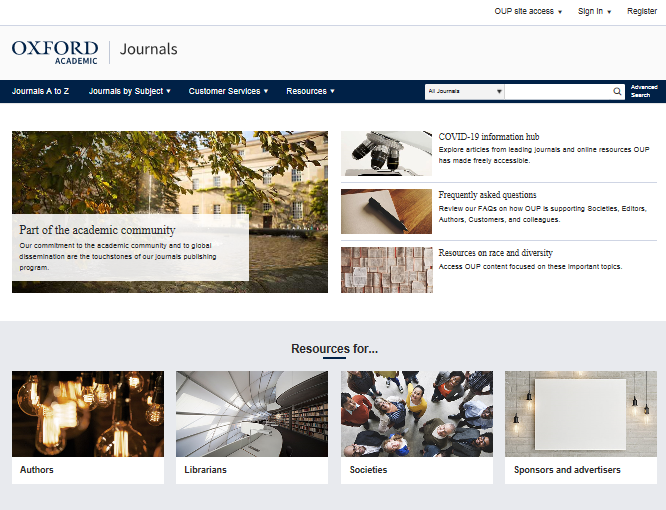 OUP site access ▼ Sign In ▼ Register
OXFORD
ACADEMIC
Journals
Journals A to Z Journals by Subject ▼ Customer Services ▼ Resources ▼
All Journals
Advanced
Search
Part of the academic community
Our commitment to the academic community and to global
dissemination are the touchstones of our journals publishing
program.
COVID-19 information hub
Explore articles from leading journals and online resources OUP
has made freely accessible.
Frequently asked questions
Review our FAQs on how OUP is supporting Societies, Editors,
Authors, Customers, and colleagues.
Resources on race and diversity
Access OUP content focused on these important topics.
Resources for...
Authors
Librarians
Societies
Sponsors and advertisers